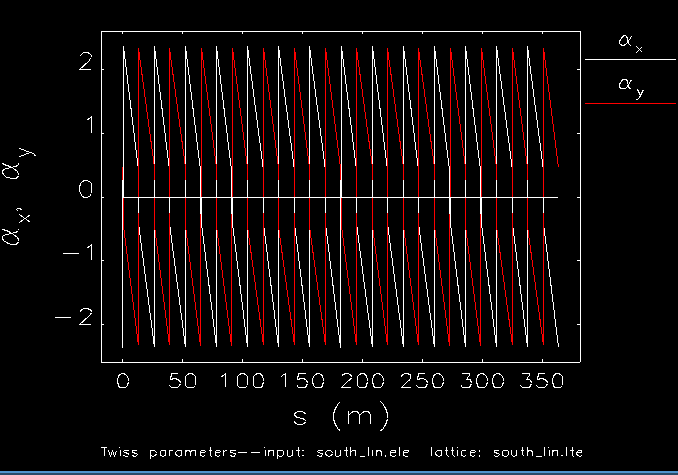 αx
αy
2
1
0
−1
−2
αx, αy
0 50 100 150 200 250 300 350
s (m)
Twiss parameters--input: south_lin.ele lattice: south_lin.lte